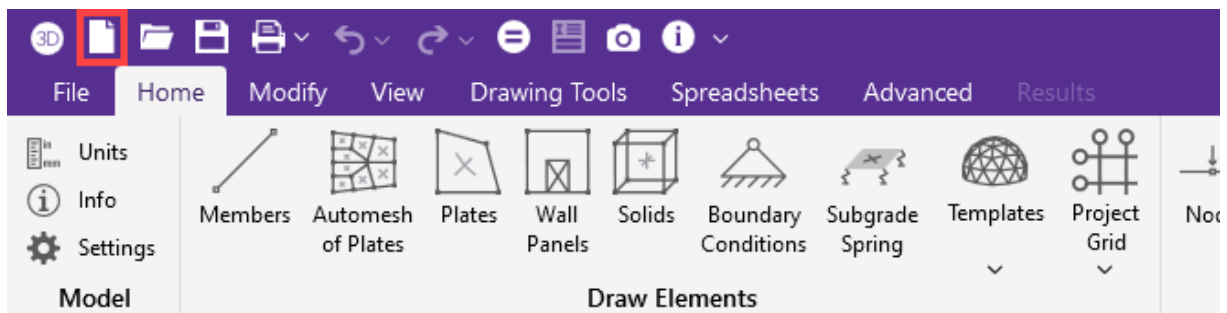 3D
File Home Modify View Drawing Tools Spreadsheets Advanced Results
Units
Info
Settings
Model
Members
Automesh
of Plates
Plates
Wall
Panels
Solids
Boundary
Conditions
Subgrade
Spring
Templates
Project
Grid
Draw Elements